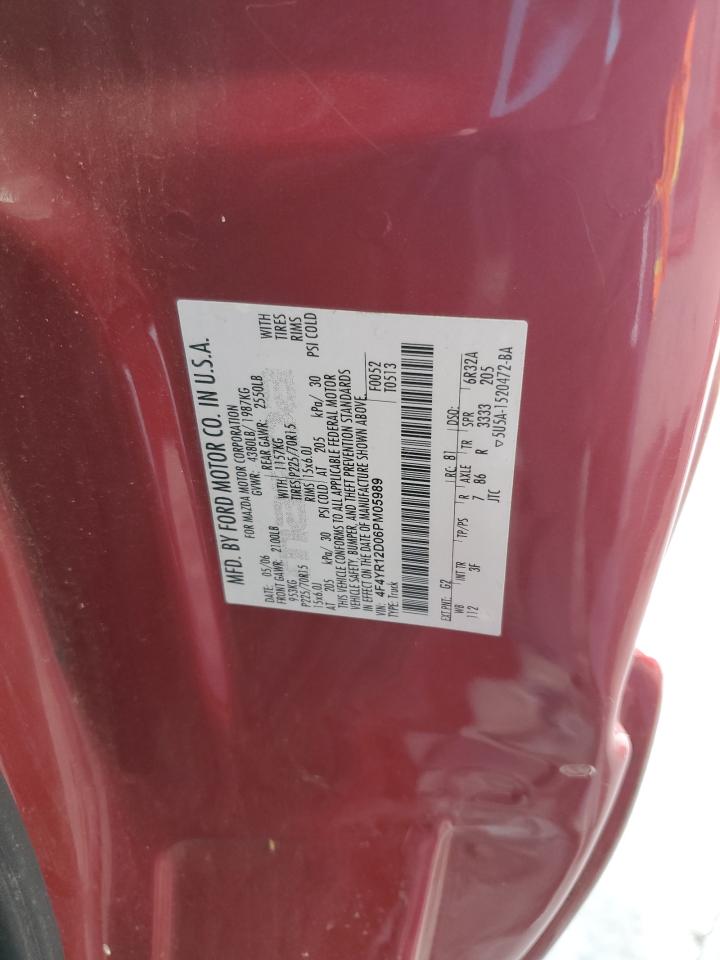 MFD. BY FORD MOTOR CO. IN U.S.A.
FOR MAZDA MOTOR CORPORATION
DATE: 05/06 GVWR: 4380LB/1987KG
FRONT GAWR: 2100LB REAR GAWR: 2550LB
953KG WITH 1157KG WITH
P225/70R15 TIRES P225/70R15 TIRES
15x6.0J RIMS 15x6.0J RIMS
AT 205 kPa/ 30 PSI COLD AT 205 kPa/ 30 PSI COLD
THIS VEHICLE CONFORMS TO ALL APPLICABLE FEDERAL MOTOR
VEHICLE SAFETY, BUMPER, AND THEFT PREVENTION STANDARDS
IN EFFECT ON THE DATE OF MANUFACTURE SHOWN ABOVE.
VIN: 4F4YR12D06PM05989 F0052
TYPE: Truck T0513
EXT PNT: G2 RC: 81 DSO:
WB INT TR TP/PS R AXLE TR SPR 6R32A
112 3F 7 86 R 3333 205
JTC 5U5A-1520472-BA